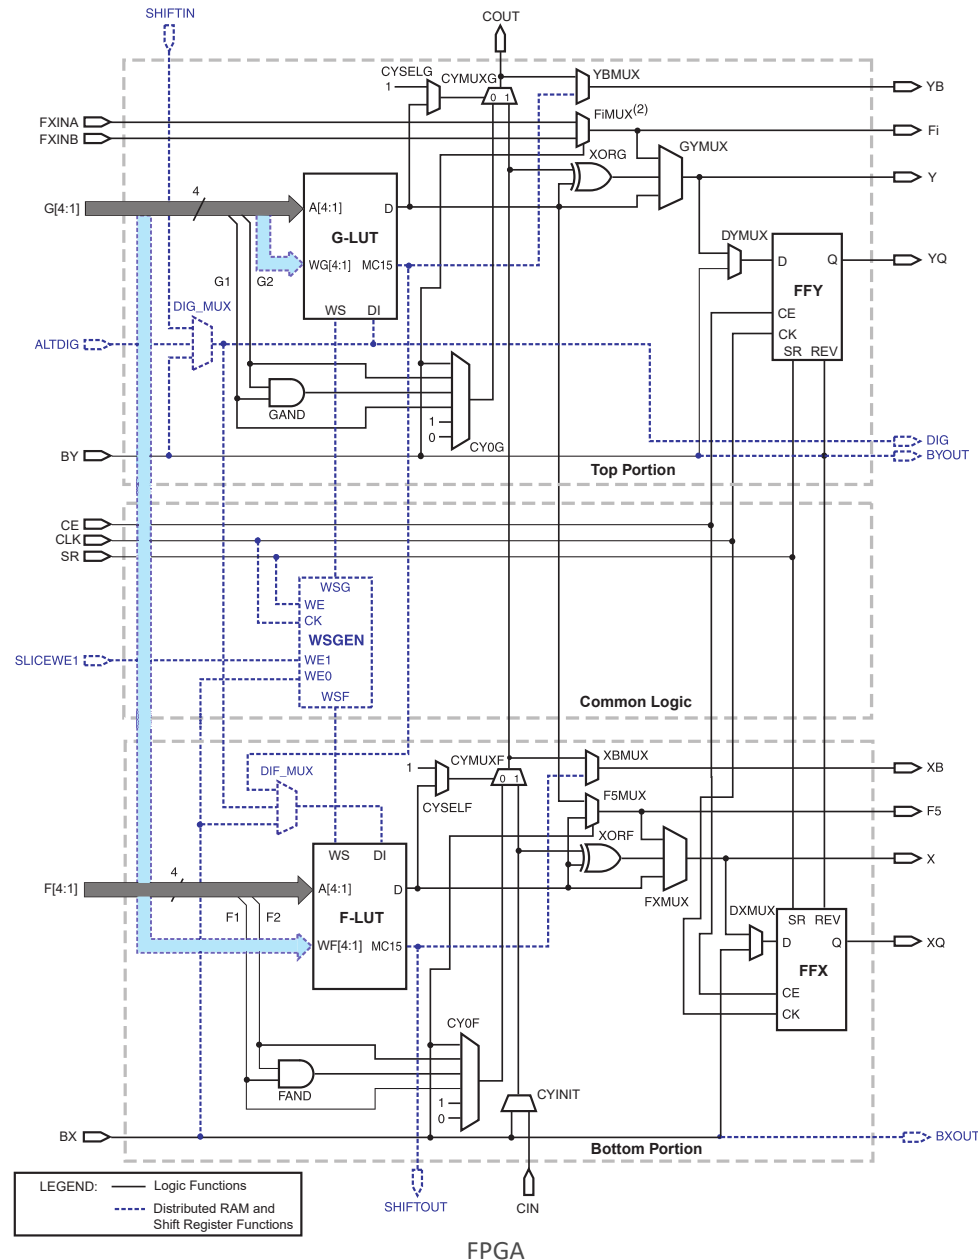 SHIFTIN
COUT
CYSELG
CYMUXG
YBMUX
1
0 1
YB
FXINA
FXINB
FiMUX(2)
Fi
XORG
GYMUX
Y
4
G[4:1]
A[4:1]
D
G-LUT
WG[4:1]
MC15
G1
G2
WS
DI
DYMUX
D
Q
YQ
FFY
CE
CK
SR
REV
DIG_MUX
ALTDIG
GAND
1
0
CY0G
DIG
BY
BYOUT
Top Portion
CE
CLK
SR
WSG
WE
CK
WSGEN
SLICEWE1
WE1
WE0
WSF
Common Logic
CYMUXF
XBMUX
1
0 1
XB
DIF_MUX
CYSELF
F5MUX
F5
XORF
X
WS
DI
FXMUX
4
F[4:1]
A[4:1]
D
F-LUT
F1
F2
WF[4:1]
MC15
DXMUX
SR
REV
D
Q
XQ
FFX
CE
CK
CY0F
FAND
1
0
CYINIT
BX
BXOUT
Bottom Portion
LEGEND:
Logic Functions
Distributed RAM and
Shift Register Functions
SHIFTOUT
CIN
FPGA